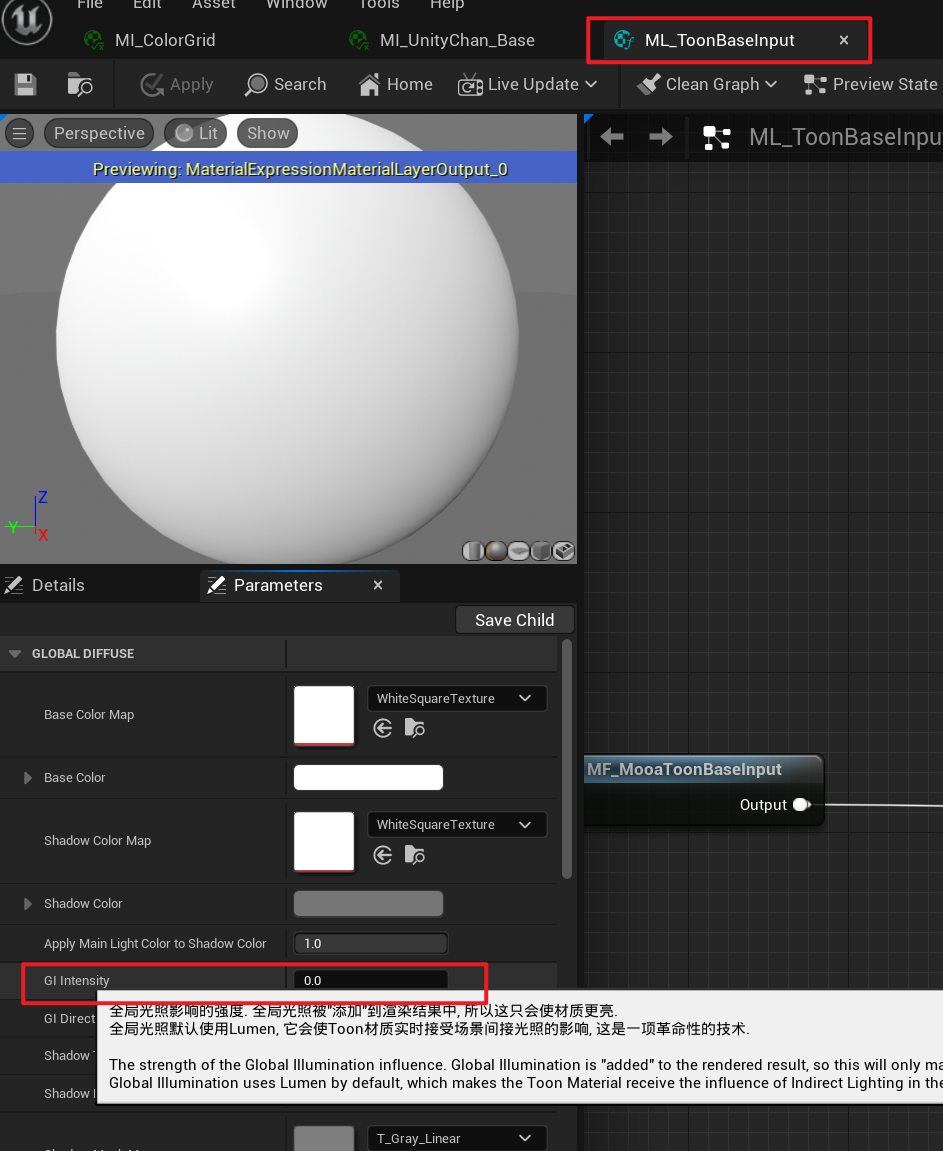 File Edit Asset Window Tools Help
MI_ColorGrid MI_UnityChan_Base ML_ToonBaseInput
Apply Search Home Live Update Clean Graph Preview State
Perspective Lit Show
ML_ToonBaseInpu
Previewing: MaterialExpressionMaterialLayerOutput_0
Z
Y
X
Details Parameters
Save Child
GLOBAL DIFFUSE
Base Color Map WhiteSquareTexture
Base Color
MF_MooaToonBaseInput
Output
Shadow Color Map WhiteSquareTexture
Shadow Color
Apply Main Light Color to Shadow Color 1.0
GI Intensity 0.0
GI Direct
全局光照影响的强度. 全局光照被"添加"到渲染结果中, 所以这只会使材质更亮.
全局光照默认使用Lumen, 它会使Toon材质实时接受场景间接光照的影响, 这是一项革命性的技术.
Shadow
The strength of the Global Illumination influence. Global Illumination is "added" to the rendered result, so this will only ma
Shadow
Global Illumination uses Lumen by default, which makes the Toon Material receive the influence of Indirect Lighting in the
T_Gray_Linear